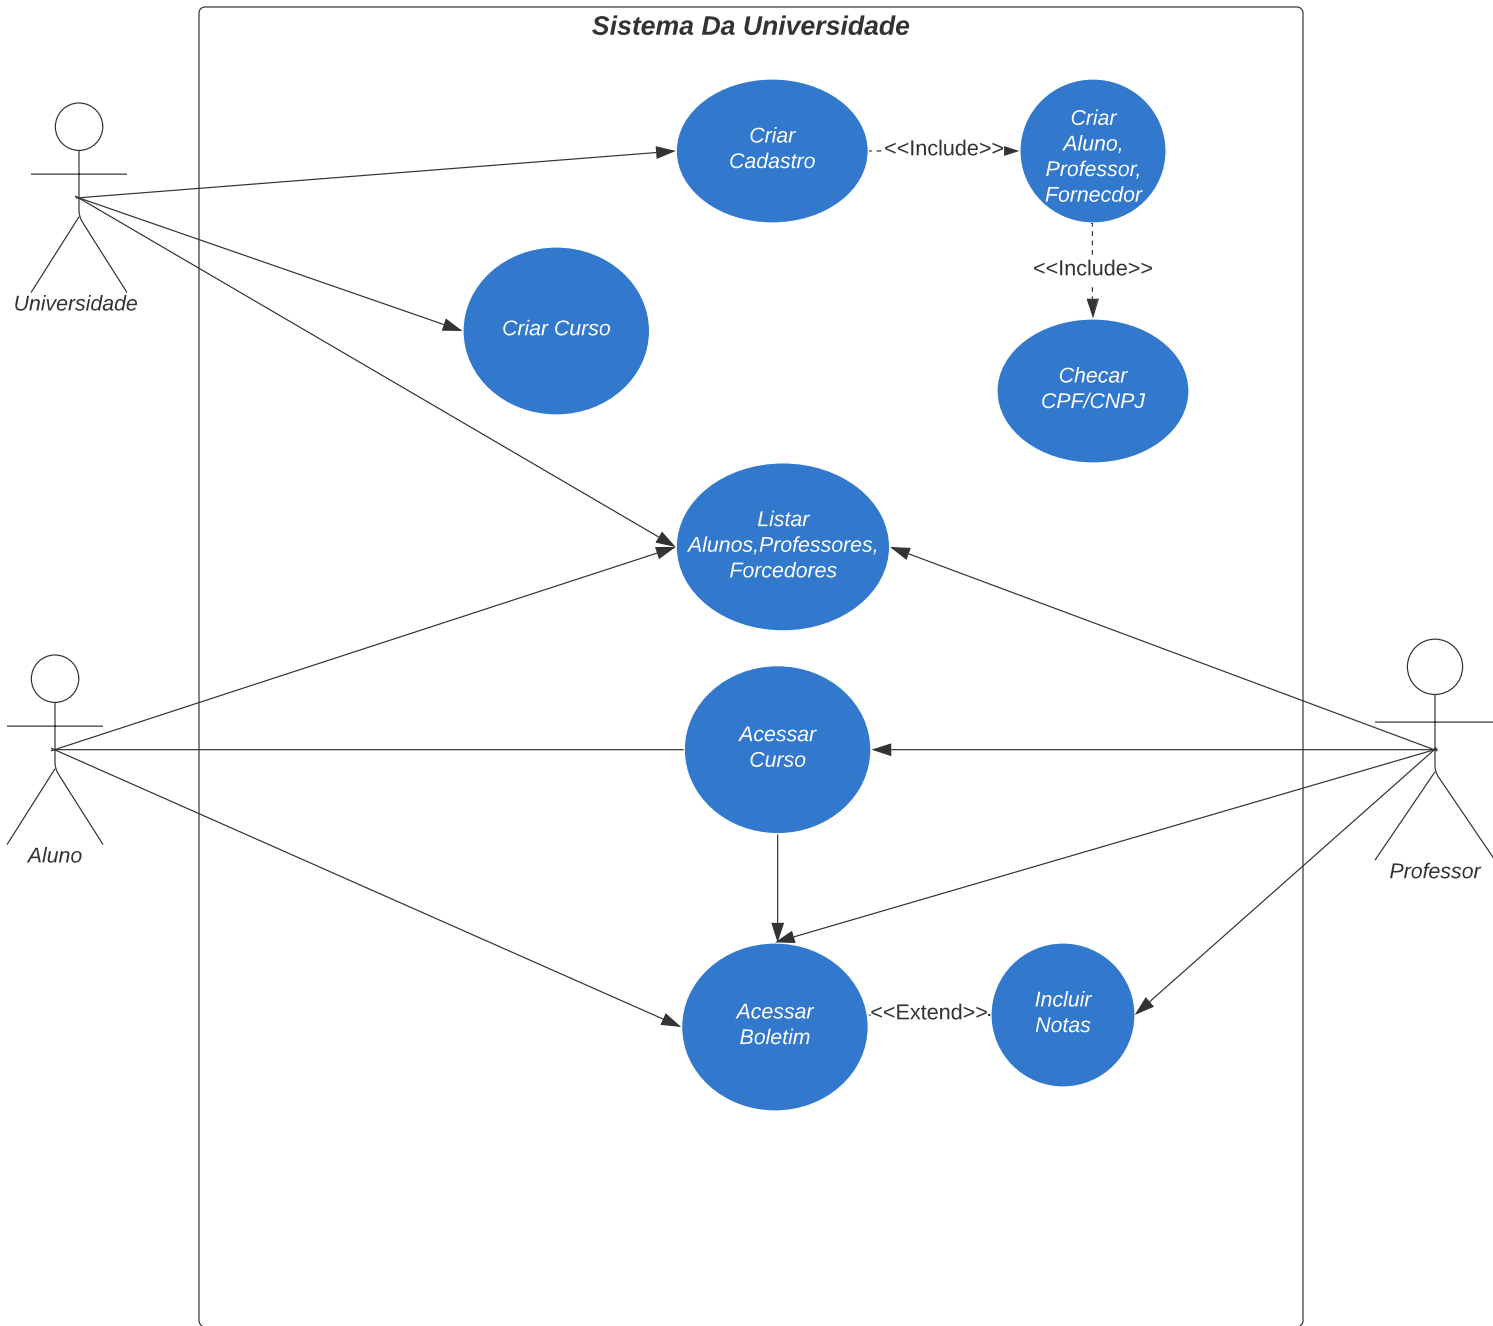 Sistema Da Universidade
Criar
Cadastro
<<Include>>
Criar
Aluno,
Professor,
Fornecdor
<<Include>>
Universidade
Criar Curso
Checar
CPF/CNPJ
Listar
Alunos,Professores,
Forcedores
Acessar
Curso
Aluno
Professor
Acessar
Boletim
<<Extend>>
Incluir
Notas